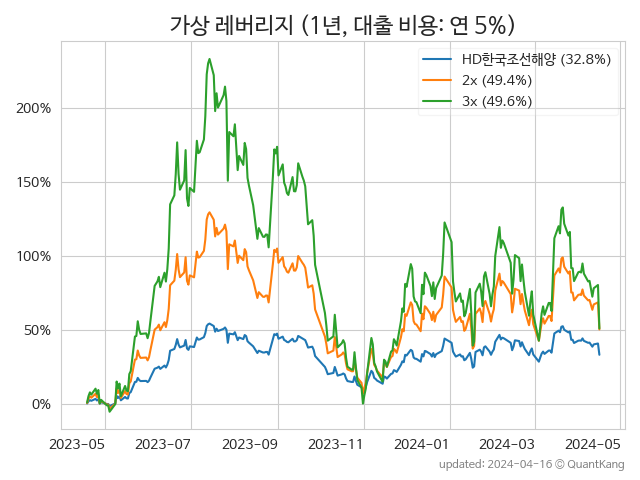 가상 레버리지 (1년, 대출 비용: 연 5%)
HD한국조선해양 (32.8%)
2x (49.4%)
3x (49.6%)
200%
150%
100%
50%
0%
2023-05 2023-07 2023-09 2023-11 2024-01 2024-03 2024-05
updated: 2024-04-16 © QuantKang